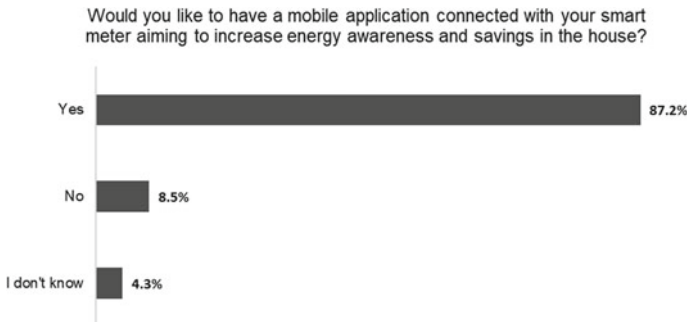 Would you like to have a mobile application connected with your smart
meter aiming to increase energy awareness and savings in the house?
Yes
87.2%
No
8.5%
I don't know
4.3%